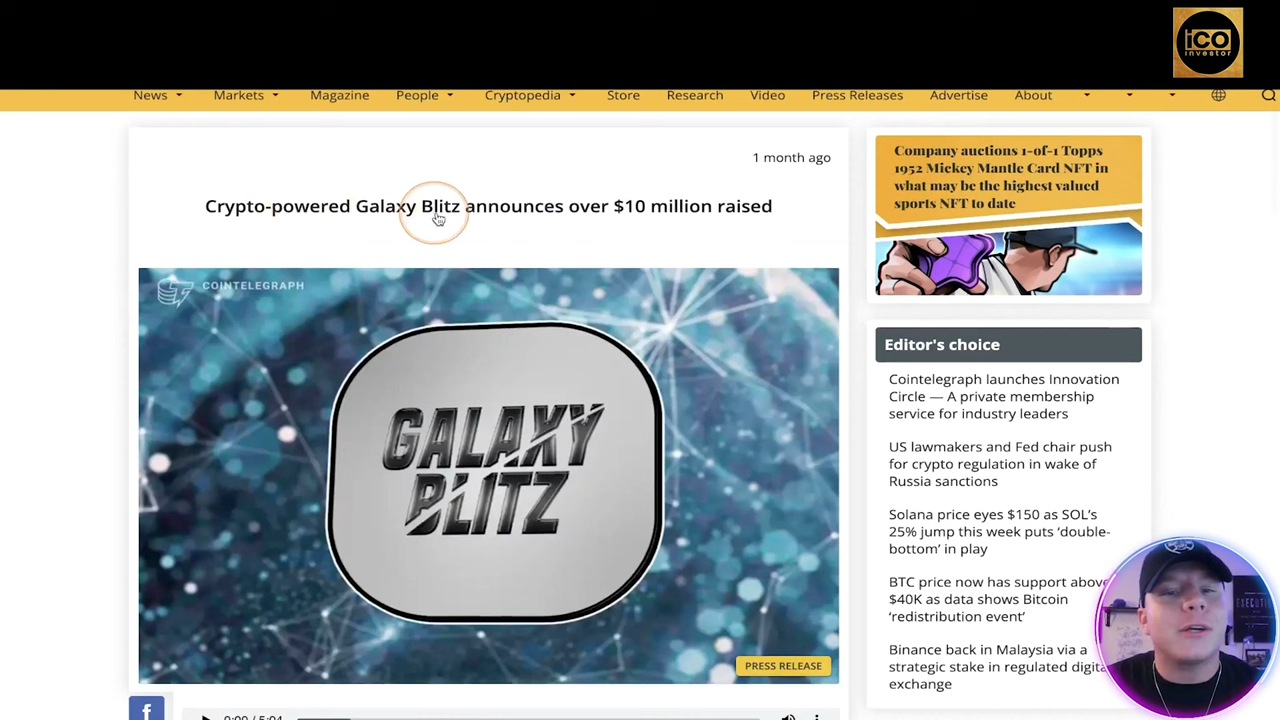 iCO
investor
News
Markets
Magazine
People
Cryptopedia
Store
Research
Video
Press Releases
Advertise
About
1 month ago
Crypto-powered Galaxy Blitz announces over $10 million raised
COINTELEGRAPH
GALAXY
BLITZ
PRESS RELEASE
f
0:00 / 5:04
Company auctions 1-of-1 Topps
1952 Mickey Mantle Card NFT in
what may be the highest valued
sports NFT to date
Editor's choice
Cointelegraph launches Innovation
Circle — A private membership
service for industry leaders
US lawmakers and Fed chair push
for crypto regulation in wake of
Russia sanctions
Solana price eyes $150 as SOL's
25% jump this week puts 'double-
bottom' in play
BTC price now has support above
$40K as data shows Bitcoin
'redistribution event'
Binance back in Malaysia via a
strategic stake in regulated digita
exchange